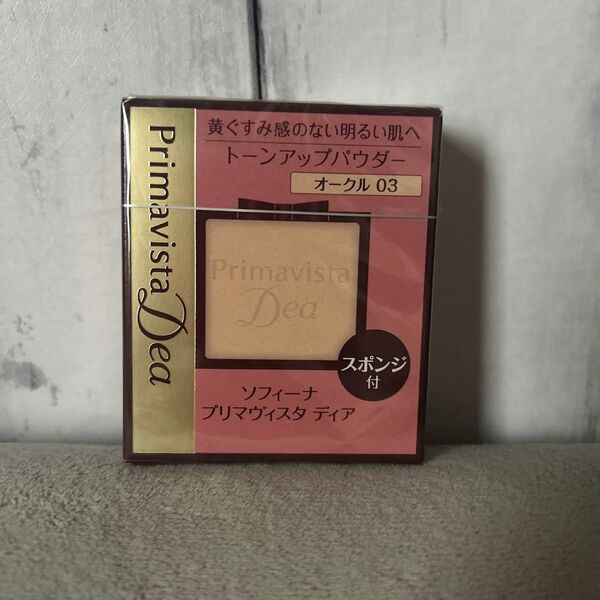 Primavista Dea
黄ぐすみ感のない明るい肌へ
トーンアップパウダー
オークル 03
Primavista
Dea
スポンジ
付
ソフィーナ
プリマヴィスタ ディア